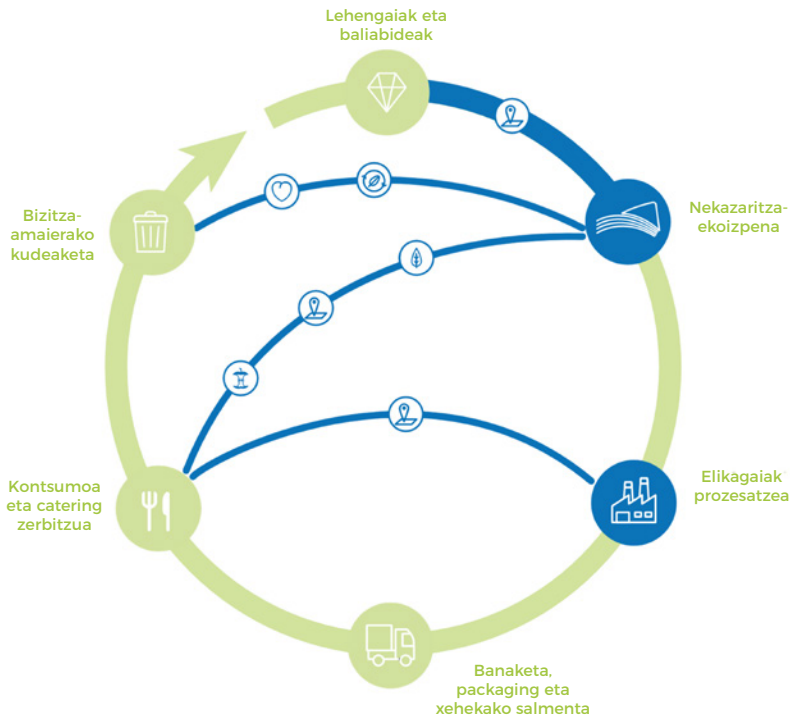 Lehengaiak eta
baliabideak
Nekazaritza-
ekoizpena
Elikagaiak
prozesatzea
Banaketa,
packaging eta
xehekako salmenta
Kontsumoa
eta catering
zerbitzua
Bizitza-
amaierako
kudeaketa